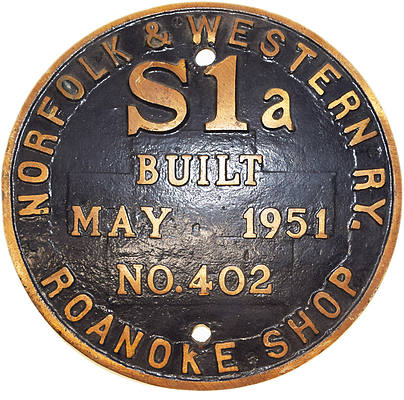 NORFOLK & WESTERN RY.
S1a
BUILT
MAY 1951
NO.402
ROANOKE SHOP